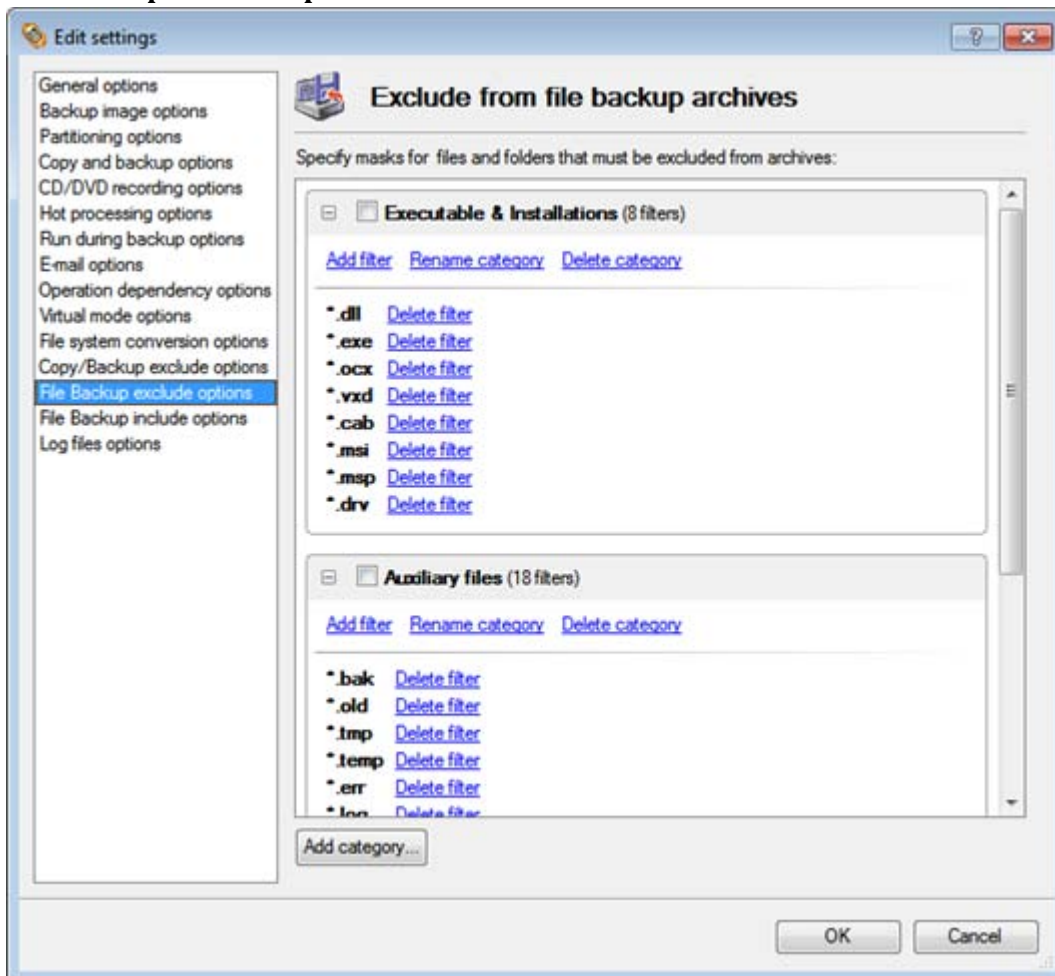 Edit settings
General options
Backup image options
Partitioning options
Copy and backup options
CD/DVD recording options
Hot processing options
Run during backup options
E-mail options
Operation dependency options
Virtual mode options
File system conversion options
Copy/Backup exclude options
File Backup exclude options
File Backup include options
Log files options
Exclude from file backup archives
Specify masks for files and folders that must be excluded from archives:
Executable & Installations (8 filters)
Add filter Rename category Delete category
*.dll Delete filter
*.exe Delete filter
*.ocx Delete filter
*.vxd Delete filter
*.cab Delete filter
*.msi Delete filter
*.msp Delete filter
*.drv Delete filter
Auxiliary files (18 filters)
Add filter Rename category Delete category
*.bak Delete filter
*.old Delete filter
*.tmp Delete filter
*.temp Delete filter
*.err Delete filter
*.log Delete filter
Add category...
OK Cancel